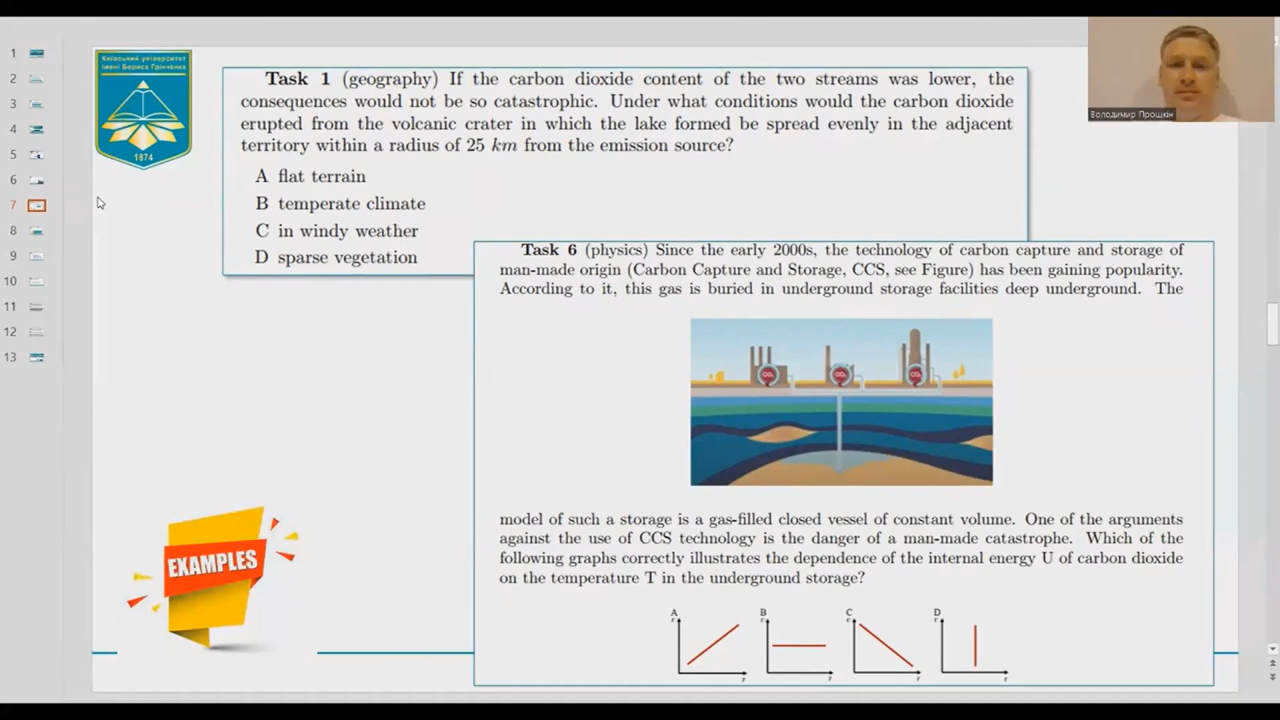 1
2
3
4
5
6
7
8
9
10
11
12
13
Київський університет
імені Бориса Грінченка
1874
Task 1 (geography) If the carbon dioxide content of the two streams was lower, the
consequences would not be so catastrophic. Under what conditions would the carbon dioxide
erupted from the volcanic crater in which the lake formed be spread evenly in the adjacent
territory within a radius of 25 km from the emission source?
A flat terrain
B temperate climate
C in windy weather
D sparse vegetation
Володимир Прошкін
Task 6 (physics) Since the early 2000s, the technology of carbon capture and storage of
man-made origin (Carbon Capture and Storage, CCS, see Figure) has been gaining popularity.
According to it, this gas is buried in underground storage facilities deep underground. The
CO₂ CO₂ CO₂
model of such a storage is a gas-filled closed vessel of constant volume. One of the arguments
against the use of CCS technology is the danger of a man-made catastrophe. Which of the
following graphs correctly illustrates the dependence of the internal energy U of carbon dioxide
on the temperature T in the underground storage?
A B C D
EXAMPLES